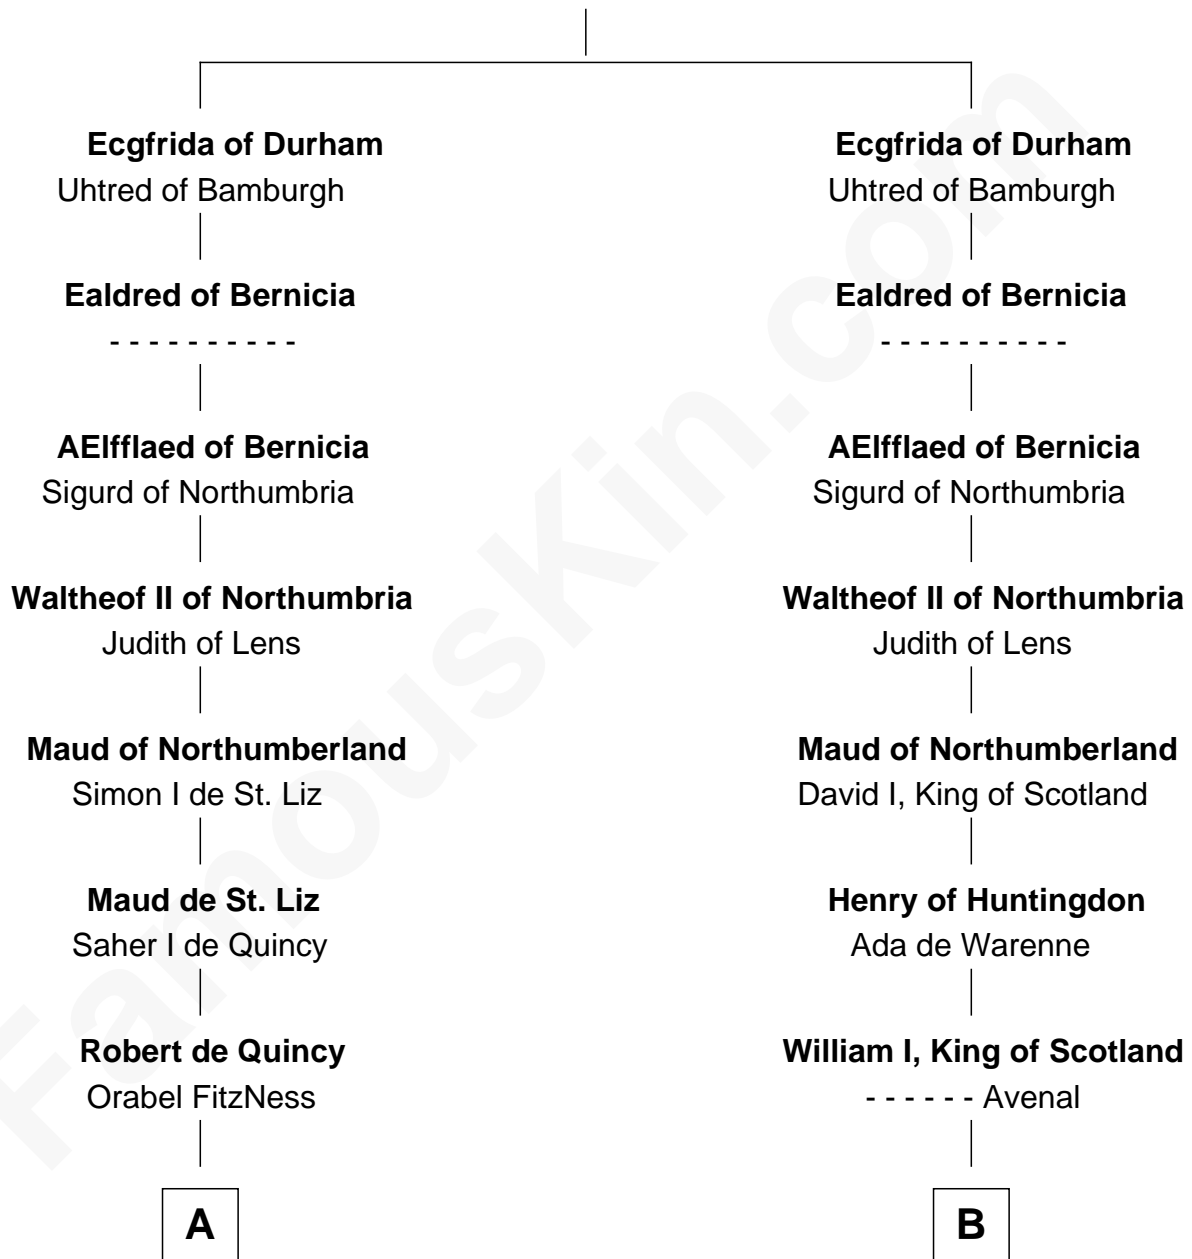 Ecgfrida of Durham
Uhtred of Bamburgh
Ealdred of Bernicia
- - - - - - - - - -
AElfflaed of Bernicia
Sigurd of Northumbria
Waltheof II of Northumbria
Judith of Lens
Maud of Northumberland
Simon I de St. Liz
Maud de St. Liz
Saher I de Quincy
Robert de Quincy
Orabel FitzNess
A
Ecgfrida of Durham
Uhtred of Bamburgh
Ealdred of Bernicia
- - - - - - - - - -
AElfflaed of Bernicia
Sigurd of Northumbria
Waltheof II of Northumbria
Judith of Lens
Maud of Northumberland
David I, King of Scotland
Henry of Huntingdon
Ada de Warenne
William I, King of Scotland
- - - - - - Avenal
B
FamousKin.com